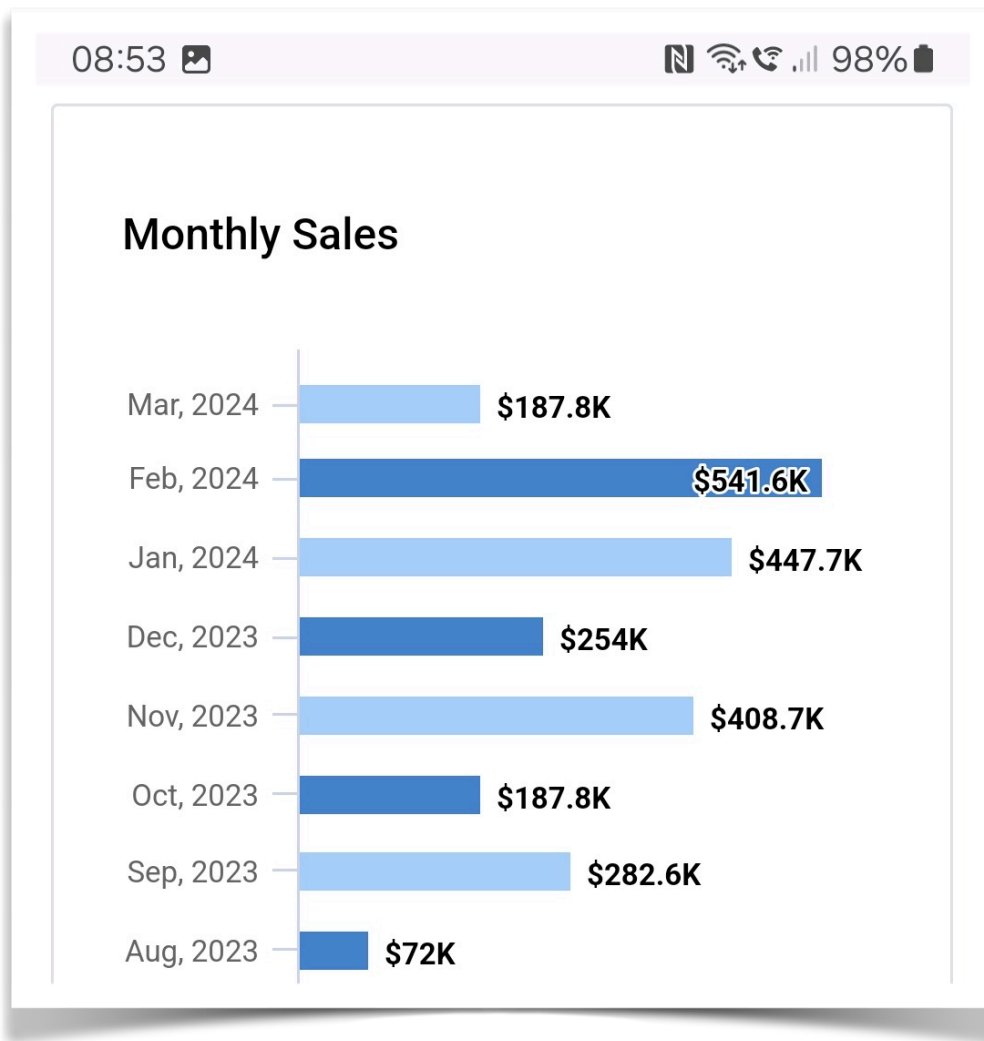 08:53 98%
Monthly Sales
Mar, 2024 $187.8K
Feb, 2024 $541.6K
Jan, 2024 $447.7K
Dec, 2023 $254K
Nov, 2023 $408.7K
Oct, 2023 $187.8K
Sep, 2023 $282.6K
Aug, 2023 $72K